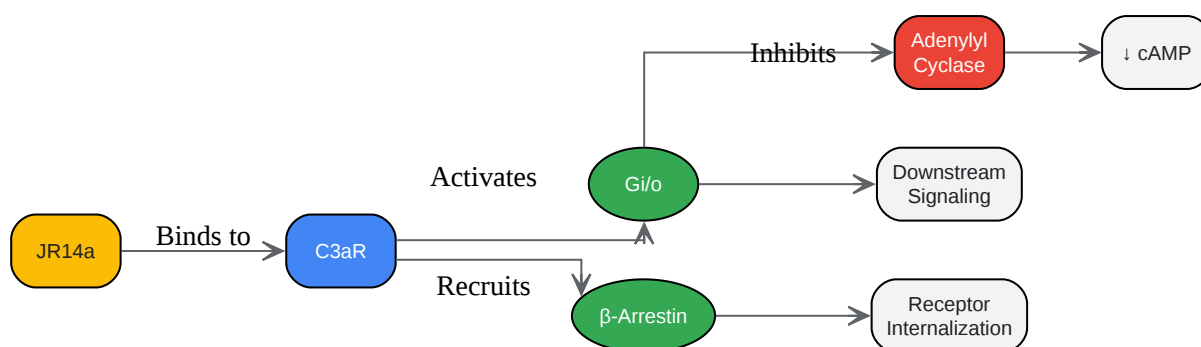 Inhibits
Adenylyl
Cyclase
↓ cAMP
Activates
Gi/o
Downstream
Signaling
JR14a
Binds to
C3aR
Recruits
β-Arrestin
Receptor
Internalization